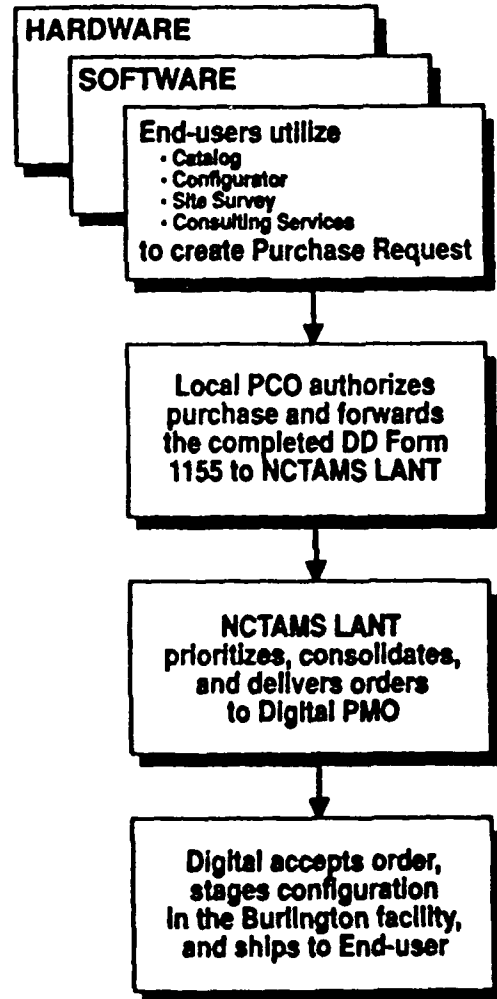 HARDWARE
SOFTWARE
End-users utilize
• Catalog
• Configurator
• Site Survey
• Consulting Services
to create Purchase Request
Local PCO authorizes
purchase and forwards
the completed DD Form
1155 to NCTAMS LANT
NCTAMS LANT
prioritizes, consolidates,
and delivers orders
to Digital PMO
Digital accepts order,
stages configuration
in the Burlington facility,
and ships to End-user